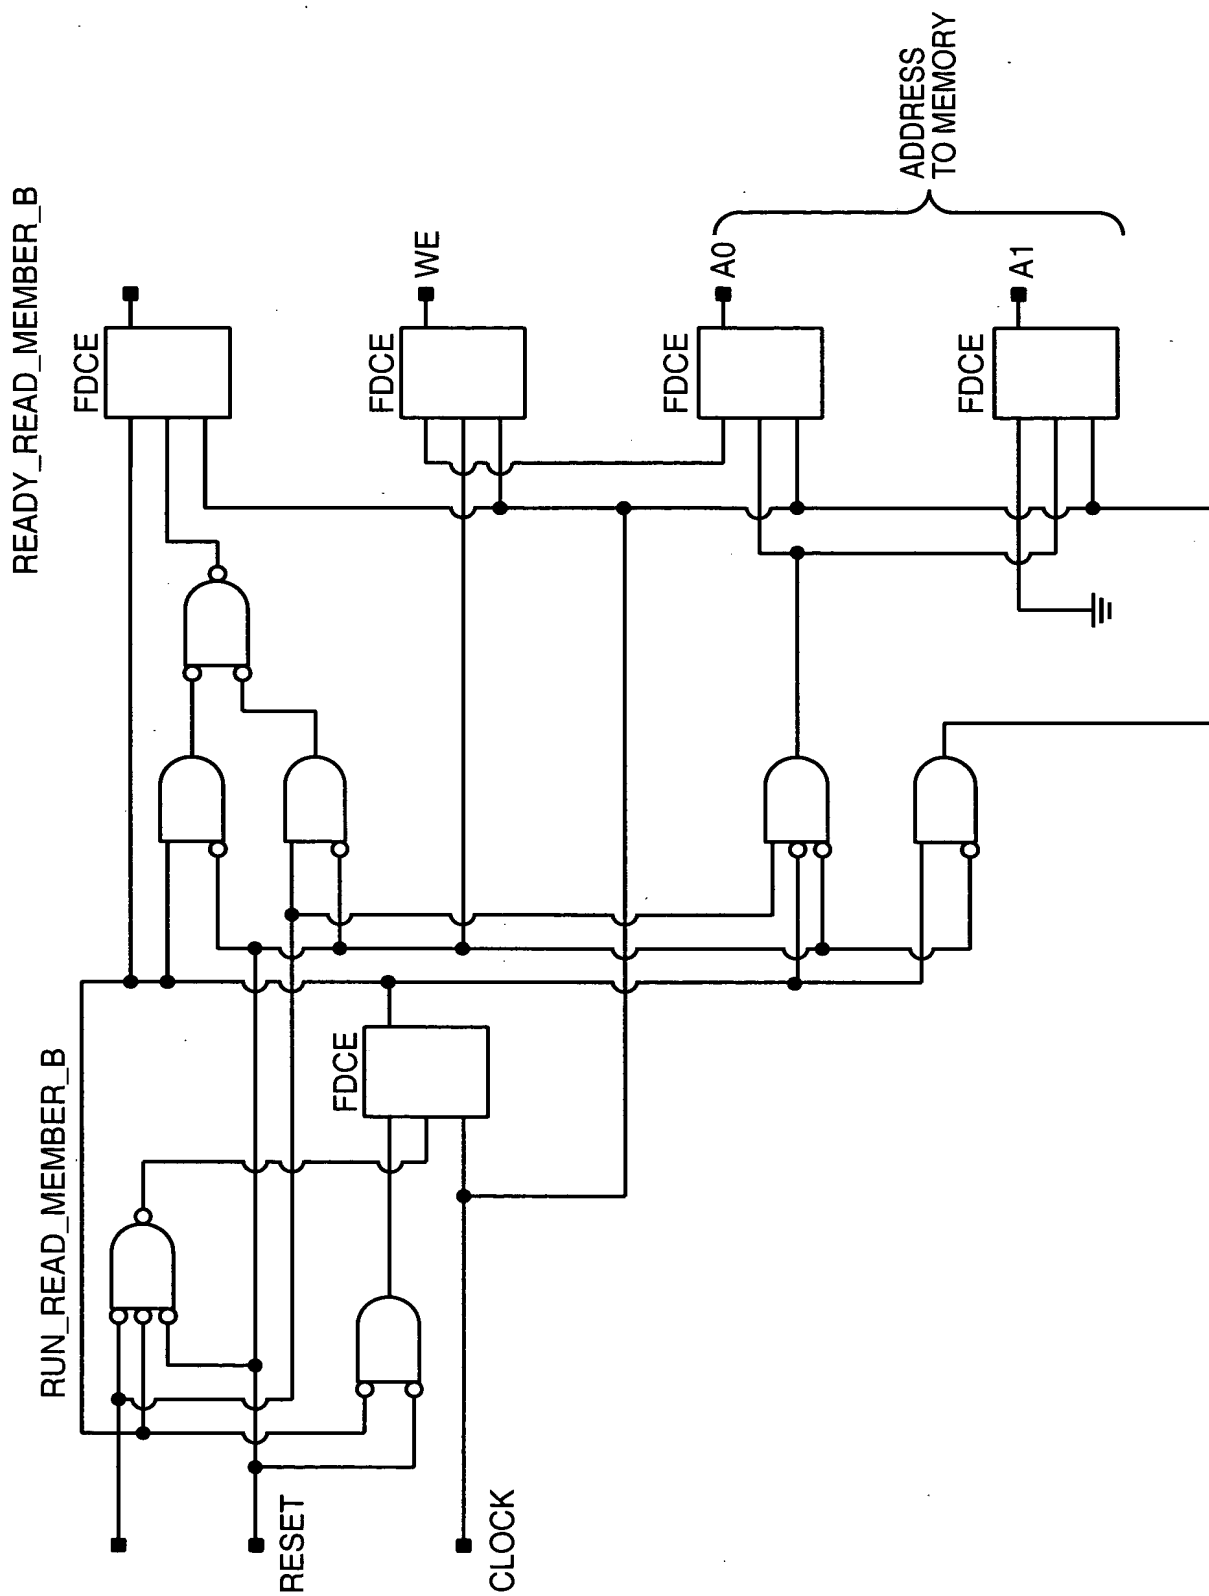 RUN_READ_MEMBER_B
READY_READ_MEMBER_B
RESET
CLOCK
FDCE
FDCE
FDCE
WE
FDCE
A0
FDCE
A1
ADDRESS
TO MEMORY